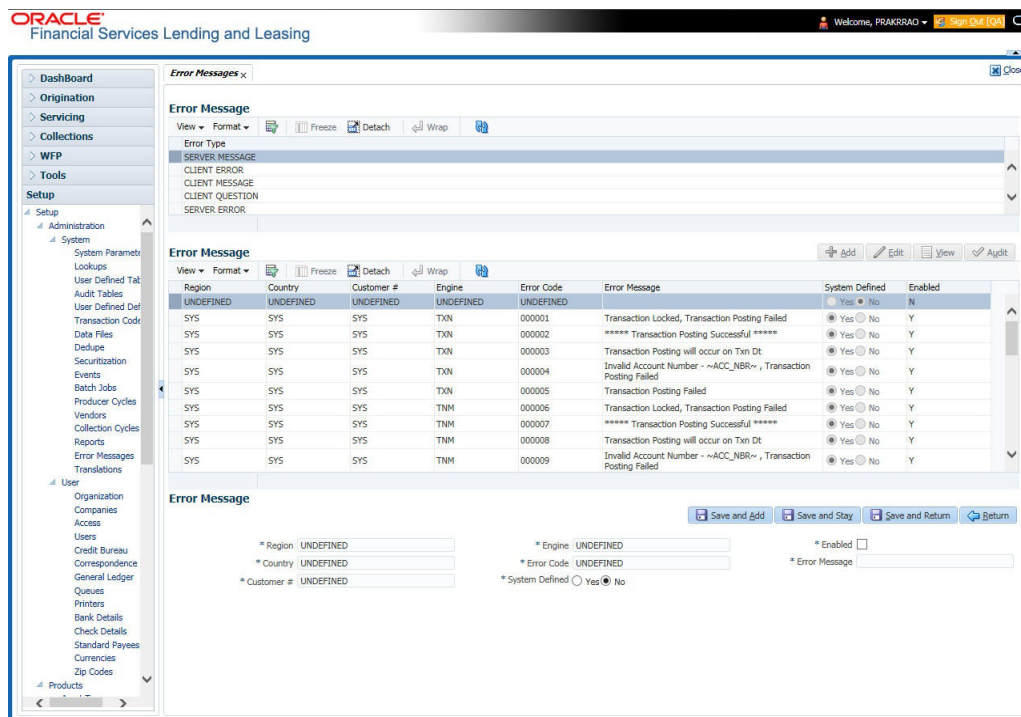 ORACLE
Financial Services Lending and Leasing
Welcome, PRAKRRAO
Sign Out [QA]
DashBoard
Origination
Servicing
Collections
WFP
Tools
Setup
Setup
Administration
System
System Paramete
Lookups
User Defined Tab
Audit Tables
User Defined Def
Transaction Code
Data Files
Dedupe
Securitization
Events
Batch Jobs
Producer Cycles
Vendors
Collection Cycles
Reports
Error Messages
Translations
User
Organization
Companies
Access
Users
Credit Bureau
Correspondence
General Ledger
Queues
Printers
Bank Details
Check Details
Standard Payees
Currencies
Zip Codes
Products
Error Messages x
Close
Error Message
View Format Freeze Detach Wrap
Error Type
SERVER MESSAGE
CLIENT ERROR
CLIENT MESSAGE
CLIENT QUESTION
SERVER ERROR
Error Message
Add Edit View Audit
View Format Freeze Detach Wrap
Region Country Customer # Engine Error Code Error Message System Defined Enabled
UNDEFINED UNDEFINED UNDEFINED UNDEFINED UNDEFINED Yes No N
SYS SYS SYS TXN 000001 Transaction Locked, Transaction Posting Failed Yes No Y
SYS SYS SYS TXN 000002 ***** Transaction Posting Successful ***** Yes No Y
SYS SYS SYS TXN 000003 Transaction Posting will occur on Txn Dt Yes No Y
SYS SYS SYS TXN 000004 Invalid Account Number - ~ACC_NBR~ , Transaction Posting Failed Yes No Y
SYS SYS SYS TXN 000005 Transaction Posting Failed Yes No Y
SYS SYS SYS TNM 000006 Transaction Locked, Transaction Posting Failed Yes No Y
SYS SYS SYS TNM 000007 ***** Transaction Posting Successful ***** Yes No Y
SYS SYS SYS TNM 000008 Transaction Posting will occur on Txn Dt Yes No Y
SYS SYS SYS TNM 000009 Invalid Account Number - ~ACC_NBR~ , Transaction Posting Failed Yes No Y
Error Message
Save and Add Save and Stay Save and Return Return
* Region UNDEFINED * Engine UNDEFINED * Enabled
* Country UNDEFINED * Error Code UNDEFINED * Error Message
* Customer # UNDEFINED * System Defined Yes No